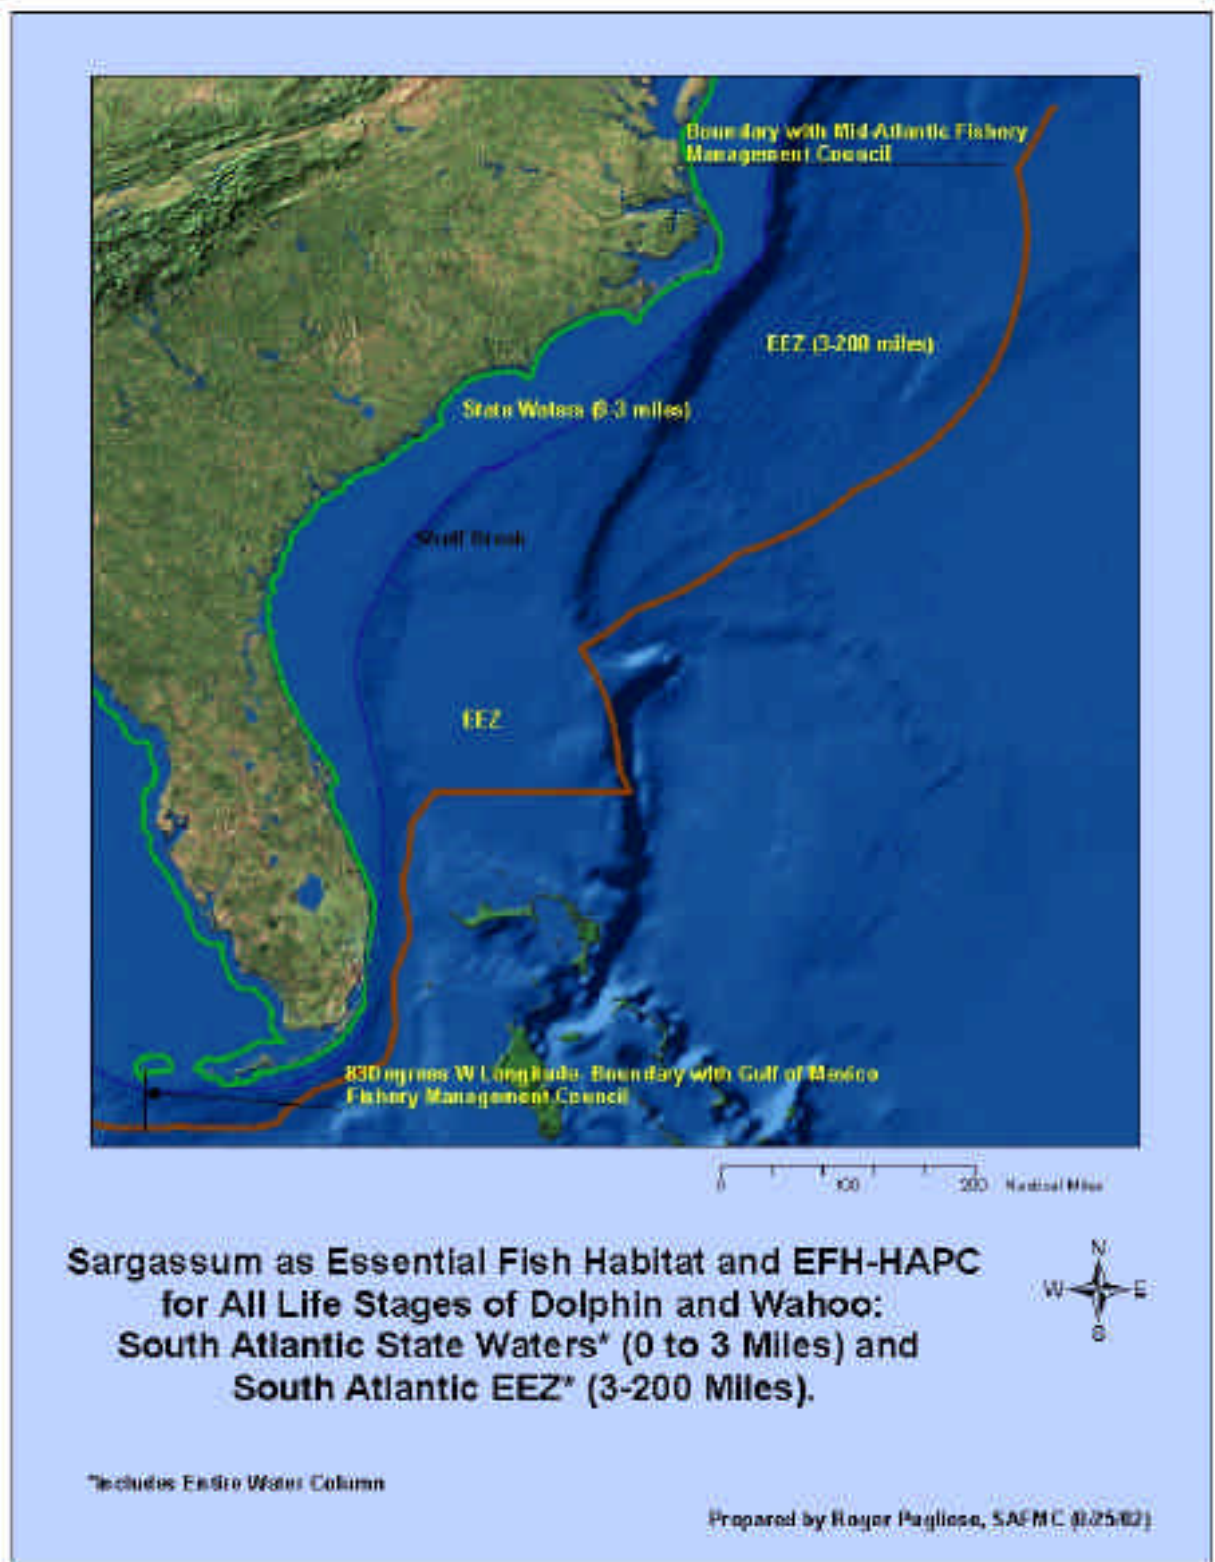 Boundary with Mid-Atlantic Fishery
Management Council
EEZ (3-200 miles)
State Waters (0-3 miles)
Shelf Break
EEZ
83Degrees W Longitude. Boundary with Gulf of Mexico
Fishery Management Council
0 100 200 Nautical Miles
Sargassum as Essential Fish Habitat and EFH-HAPC
for All Life Stages of Dolphin and Wahoo:
South Atlantic State Waters* (0 to 3 Miles) and
South Atlantic EEZ* (3-200 Miles).
N
W E
S
*Includes Entire Water Column
Prepared by Roger Pugliese, SAFMC